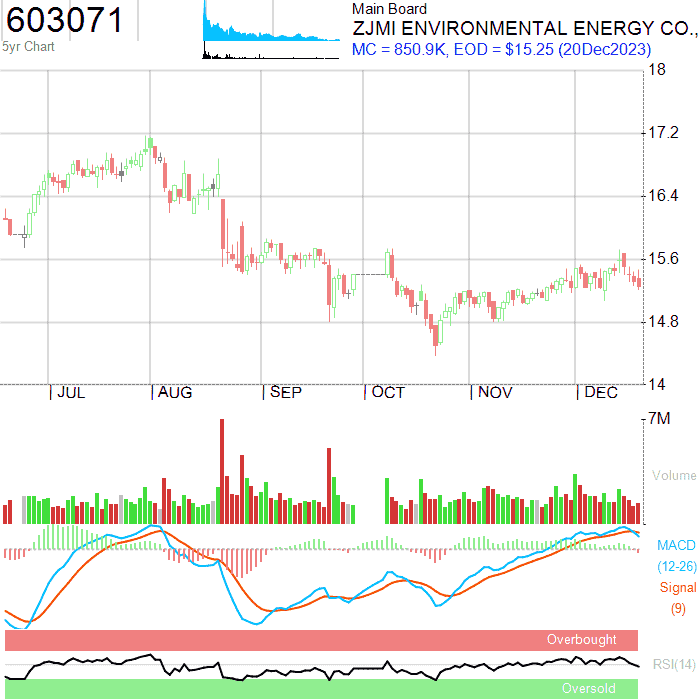 603071
5yr Chart
Main Board
ZJMI ENVIRONMENTAL ENERGY CO.,
MC = 850.9K, EOD = $15.25 (20Dec2023)
18
17.2
16.4
15.6
14.8
14
JUL AUG SEP OCT NOV DEC
7M
Volume
MACD
(12-26)
Signal
(9)
Overbought
RSI(14)
Oversold